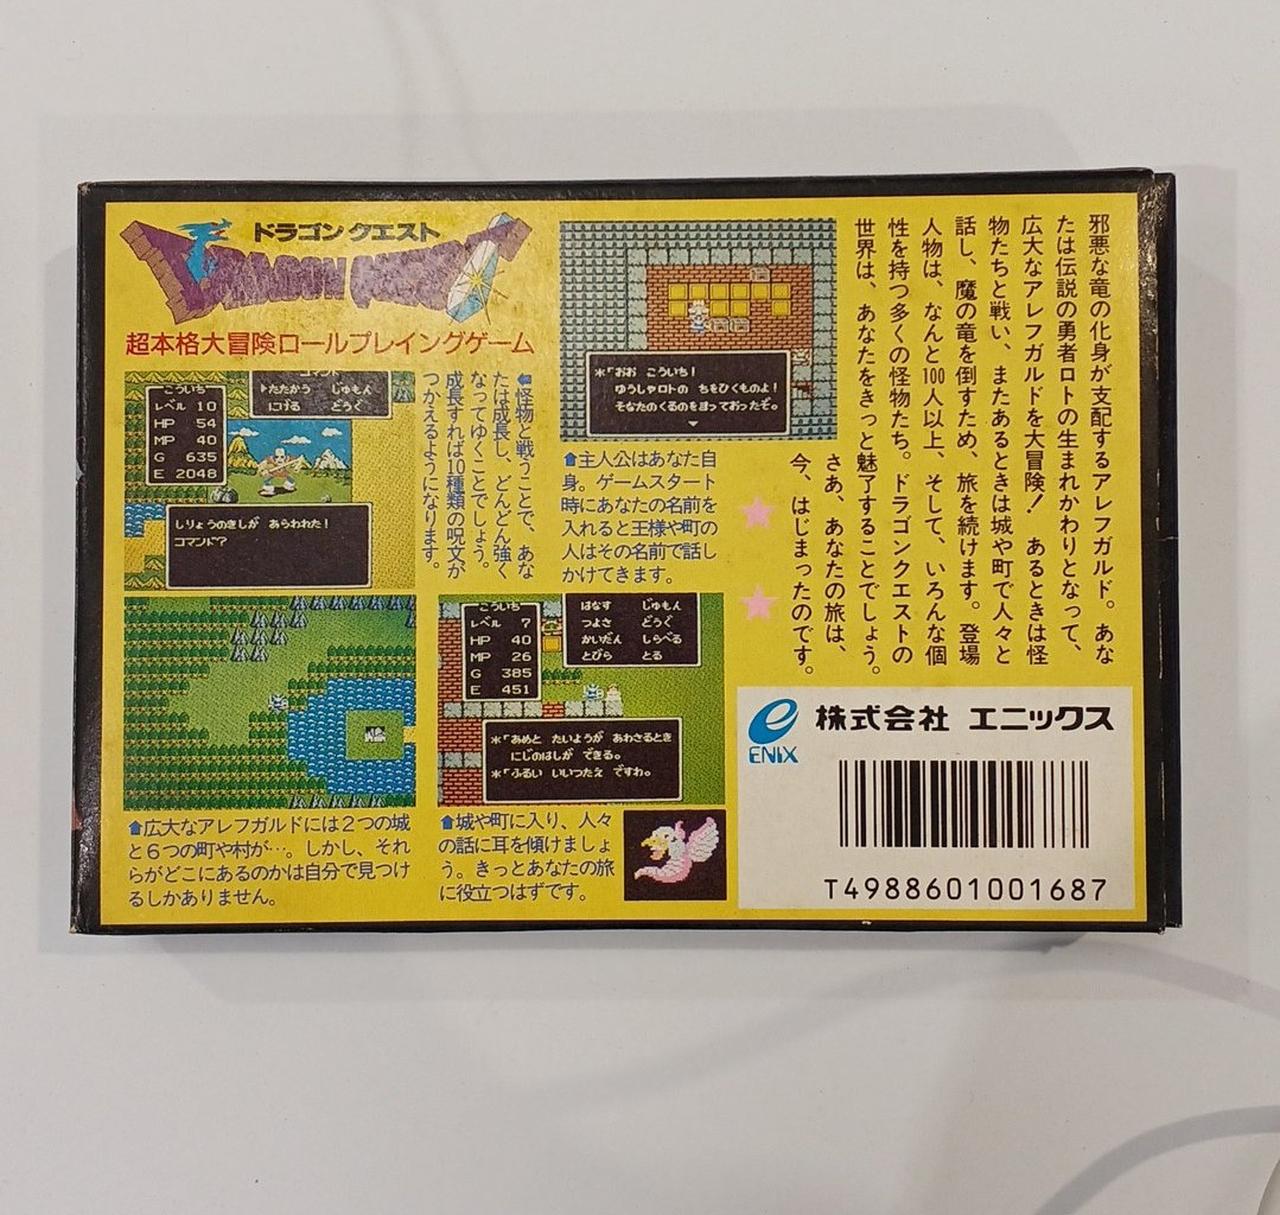 ドラゴンクエスト
DRAGON QUEST
超本格大冒険ロールプレイングゲーム
こういち
レベル 10
HP 54
MP 40
G 635
E 2048
コマンド
▶たたかう じゅもん
にげる どうぐ
しりょうのきしが あらわれた!
コマンド?
⬅怪物と戦うことで、あな
たは成長し、どんどん強く
なってゆくことでしょう。
成長すれば10種類の呪文が
つかえるようになります。
*「おお こういち!
ゆうしゃロトの ちをひくものよ!
そなたのくるのを まっておったぞ。
⬆主人公はあなた自
身。ゲームスタート
時にあなたの名前を
入れると王様や町の
人はその名前で話し
かけてきます。
⬆広大なアレフガルドには2つの城
と6つの町や村が…。しかし、それ
らがどこにあるのかは自分で見つけ
るしかありません。
こういち
レベル 7
HP 40
MP 26
G 385
E 451
はなす じゅもん
つよさ どうぐ
かいだん しらべる
とびら とる
*「あめと たいようが あわさるとき
にじのはしが できる。
*「ふるい いいつたえ ですわ。
⬆城や町に入り、人々
の話に耳を傾けましょ
う。きっとあなたの旅
に役立つはずです。
邪悪な竜の化身が支配するアレフガルド。あな
たは伝説の勇者ロトの生まれかわりとなって、
広大なアレフガルドを大冒険! あるときは怪
物たちと戦い、またあるときは城や町で人々と
話し、魔の竜を倒すため、旅を続けます。登場
人物は、なんと100人以上、そして、いろんな個
性を持つ多くの怪物たち。ドラゴンクエストの
世界は、あなたをきっと魅了することでしょう。
さあ、あなたの旅は、
今、はじまったのです。
ENIX
株式会社 エニックス
T4988601001687